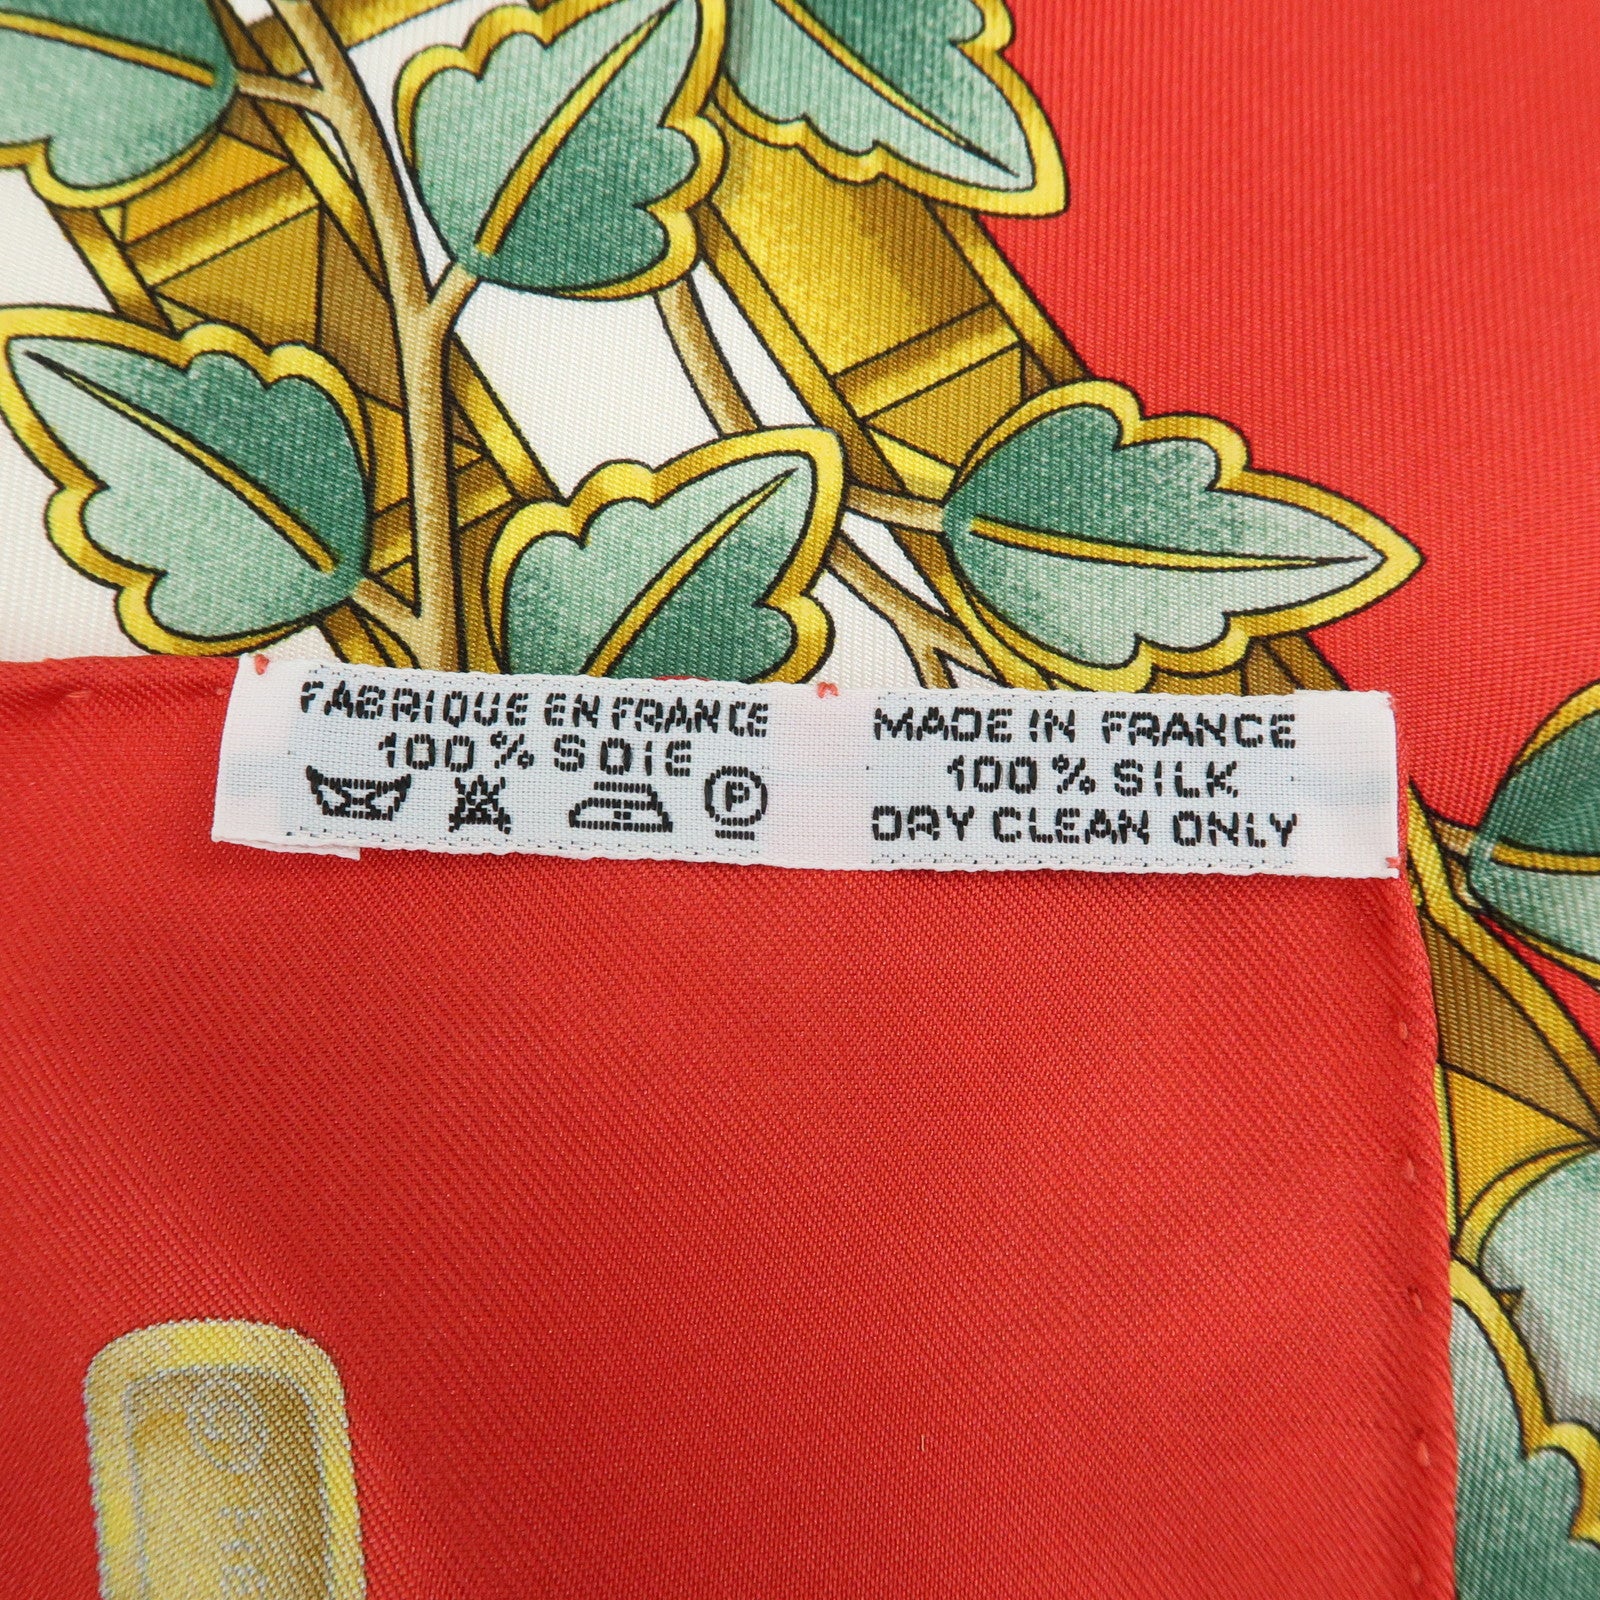 FABRIQUE EN FRANCE
100% SOIE
P
MADE IN FRANCE
100% SILK
DRY CLEAN ONLY